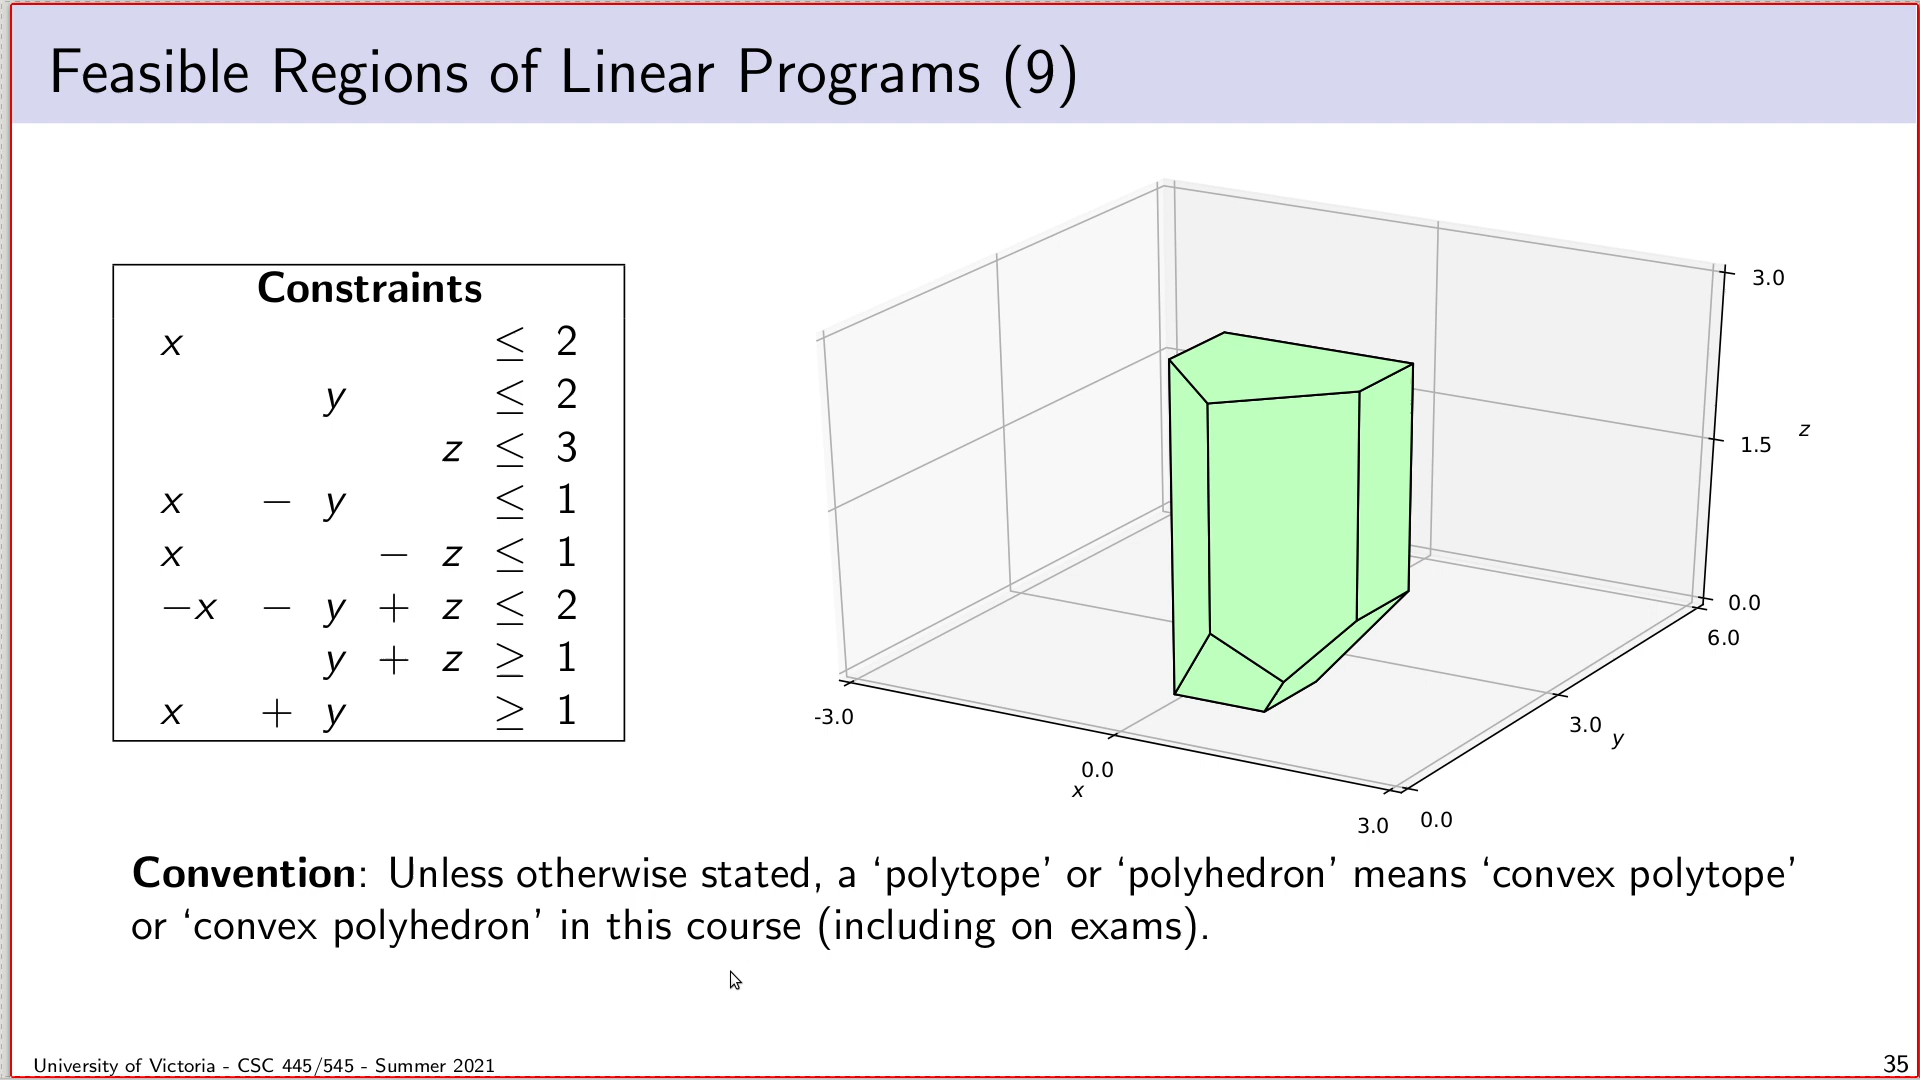 Feasible Regions of Linear Programs (9)
Constraints
x ≤ 2
y ≤ 2
z ≤ 3
x − y ≤ 1
x − z ≤ 1
−x − y + z ≤ 2
y + z ≥ 1
x + y ≥ 1
3.0
1.5
z
0.0
6.0
3.0
y
0.0
-3.0
0.0
x
3.0
Convention: Unless otherwise stated, a ‘polytope’ or ‘polyhedron’ means ‘convex polytope’
or ‘convex polyhedron’ in this course (including on exams).
University of Victoria - CSC 445/545 - Summer 2021
35